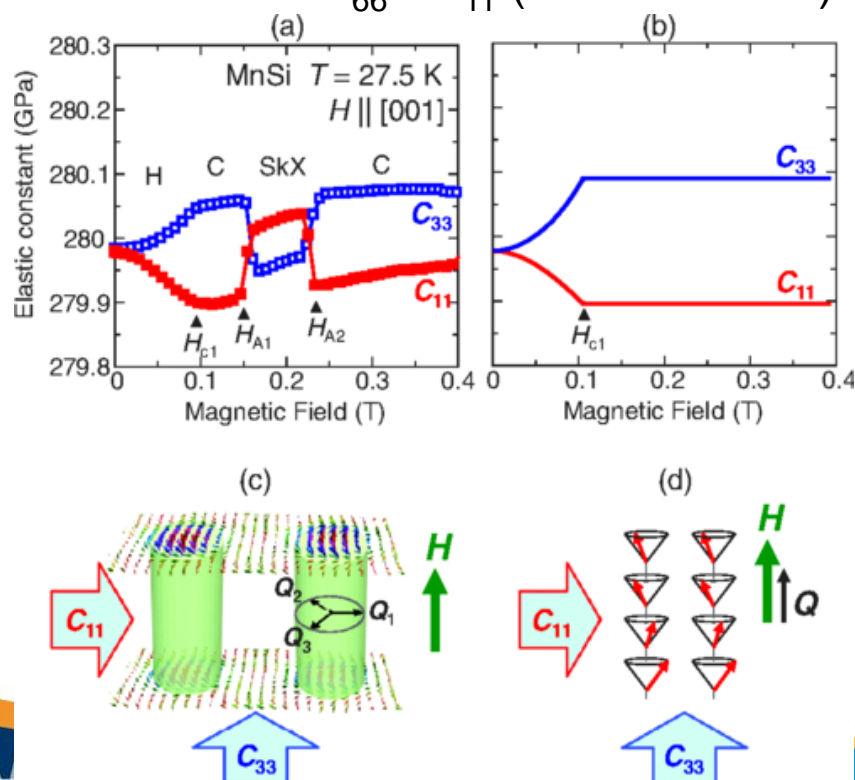 66 11 ( )
(a) (b)
280.3
280.2
280.1
280
279.9
279.8
Elastic constant (GPa)
MnSi T = 27.5 K
H || [001]
H C SkX C
C33
C11
Hc1 HA1 HA2
0 0.1 0.2 0.3 0.4
Magnetic Field (T)
C33
C11
Hc1
0 0.1 0.2 0.3 0.4
Magnetic Field (T)
(c) (d)
H
C11
Q2 Q1
Q3
C33
H
Q
C11
C33